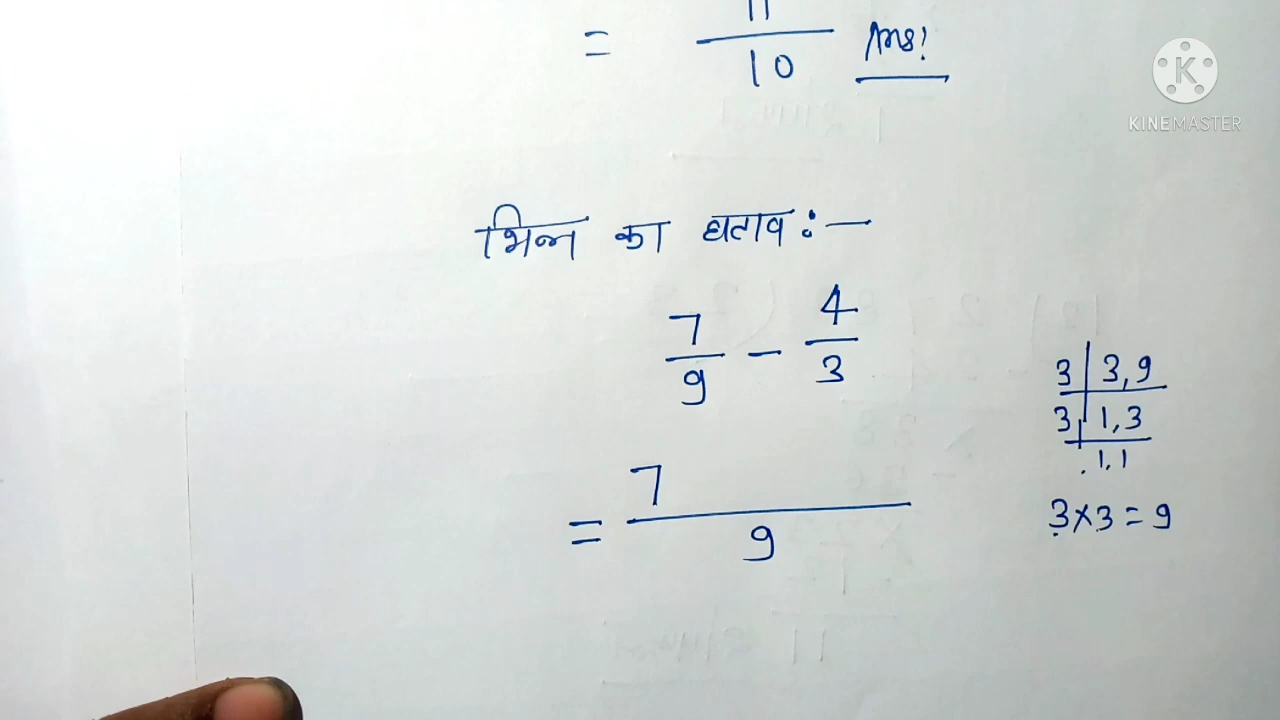 = 11/10 Ans!
KINEMASTER
भिन्न का घटाव :—
7/9 - 4/3
3 | 3, 9
3 | 1, 3
1, 1
= 7/9
3 × 3 = 9